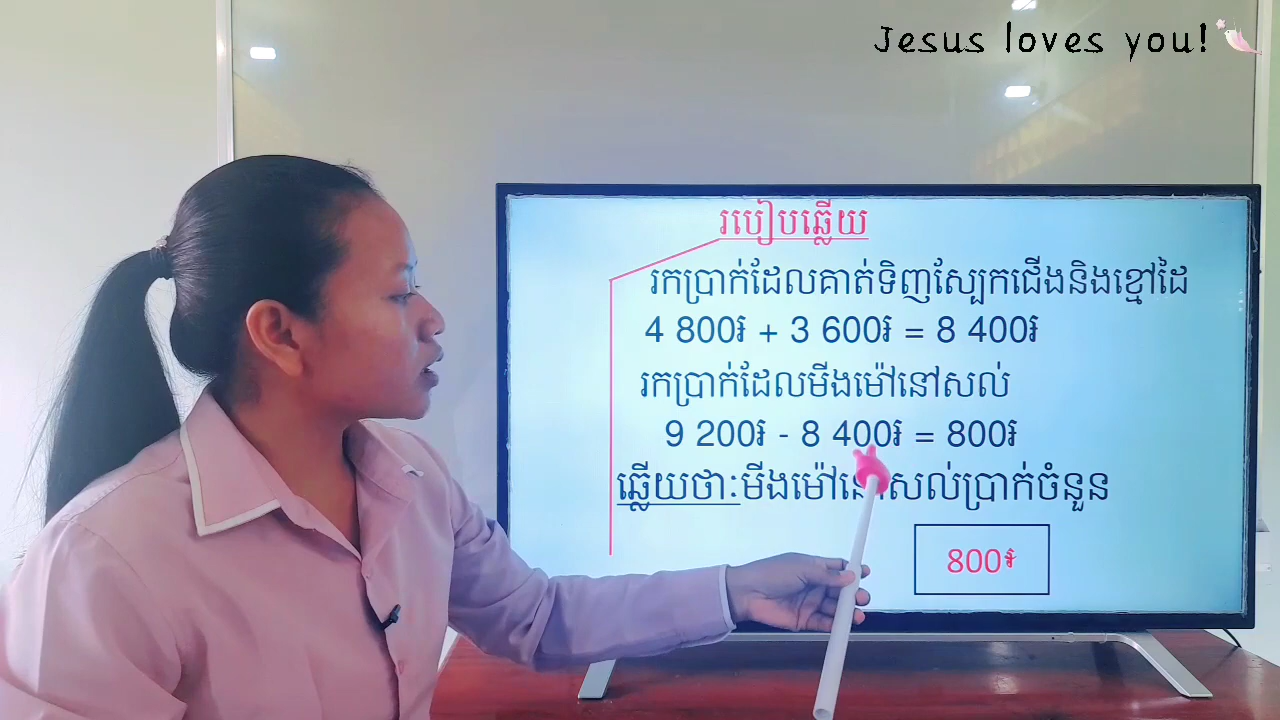 Jesus loves you!
របៀបឆ្លើយ
រកប្រាក់ដែលគាត់ទិញស្បែកជើងនិងខ្មៅដៃ
4 800៛ + 3 600៛ = 8 400៛
រកប្រាក់ដែលមីងម៉ៅនៅសល់
9 200៛ - 8 400៛ = 800៛
ឆ្លើយថា:មីងម៉ៅនៅសល់ប្រាក់ចំនួន
800៛